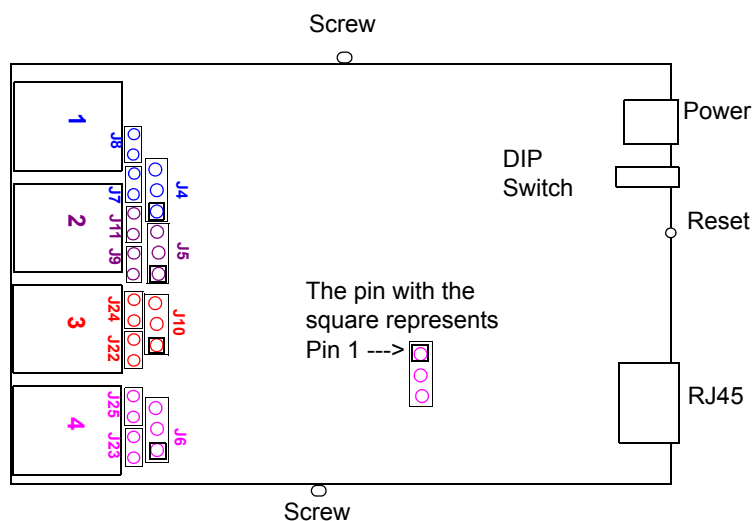 Screw
1
J8
J7
J4
2
J11
J9
J5
3
J24
J22
J10
4
J25
J23
J6
Power
DIP
Switch
Reset
The pin with the
square represents
Pin 1 --->
RJ45
Screw